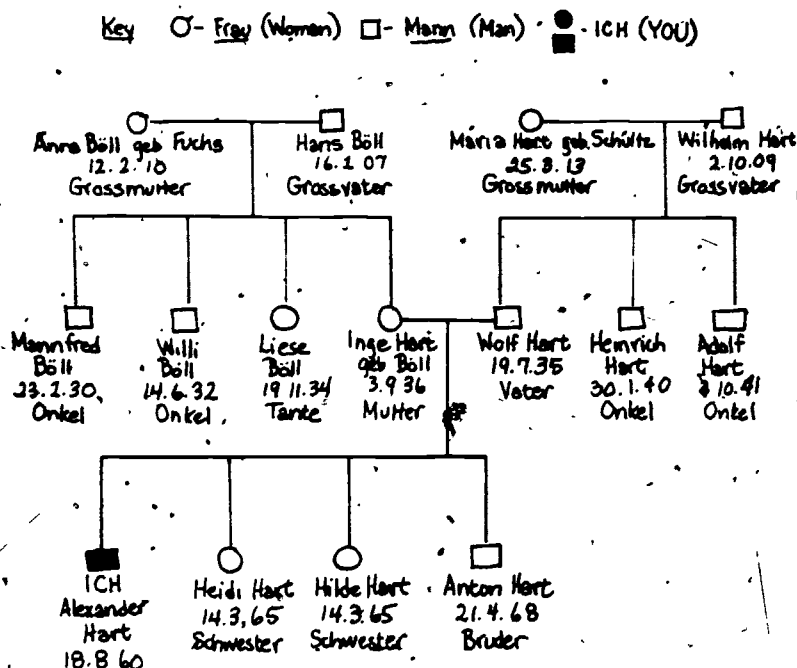 Key O- Frau (Woman) □- Mann (Man) · ICH (YOU)
Anna Böll geb Fuchs
12.2.10
Grossmutter
Hans Böll
16.1 07
Grossvater
Maria Hart geb. Schültz
25.8.13
Grossmutter
Wilhelm Hart
2.10.09
Grossvater
Mannfred
Böll
23.2.30
Onkel
Willi
Böll
14.6.32
Onkel
Liese
Böll
19 11.34
Tante
Inge Hart
geb Böll
3.9 36
Mutter
Wolf Hart
19.7.35
Vater
Heinrich
Hart
30.1.40
Onkel
Adolf
Hart
10.41
Onkel
ICH
Alexander
Hart
18.8 60
Heidi Hart
14.3,65
Schwester
Hilde Hart
14.3.65
Schwester
Anton Hart
21.4.68
Bruder